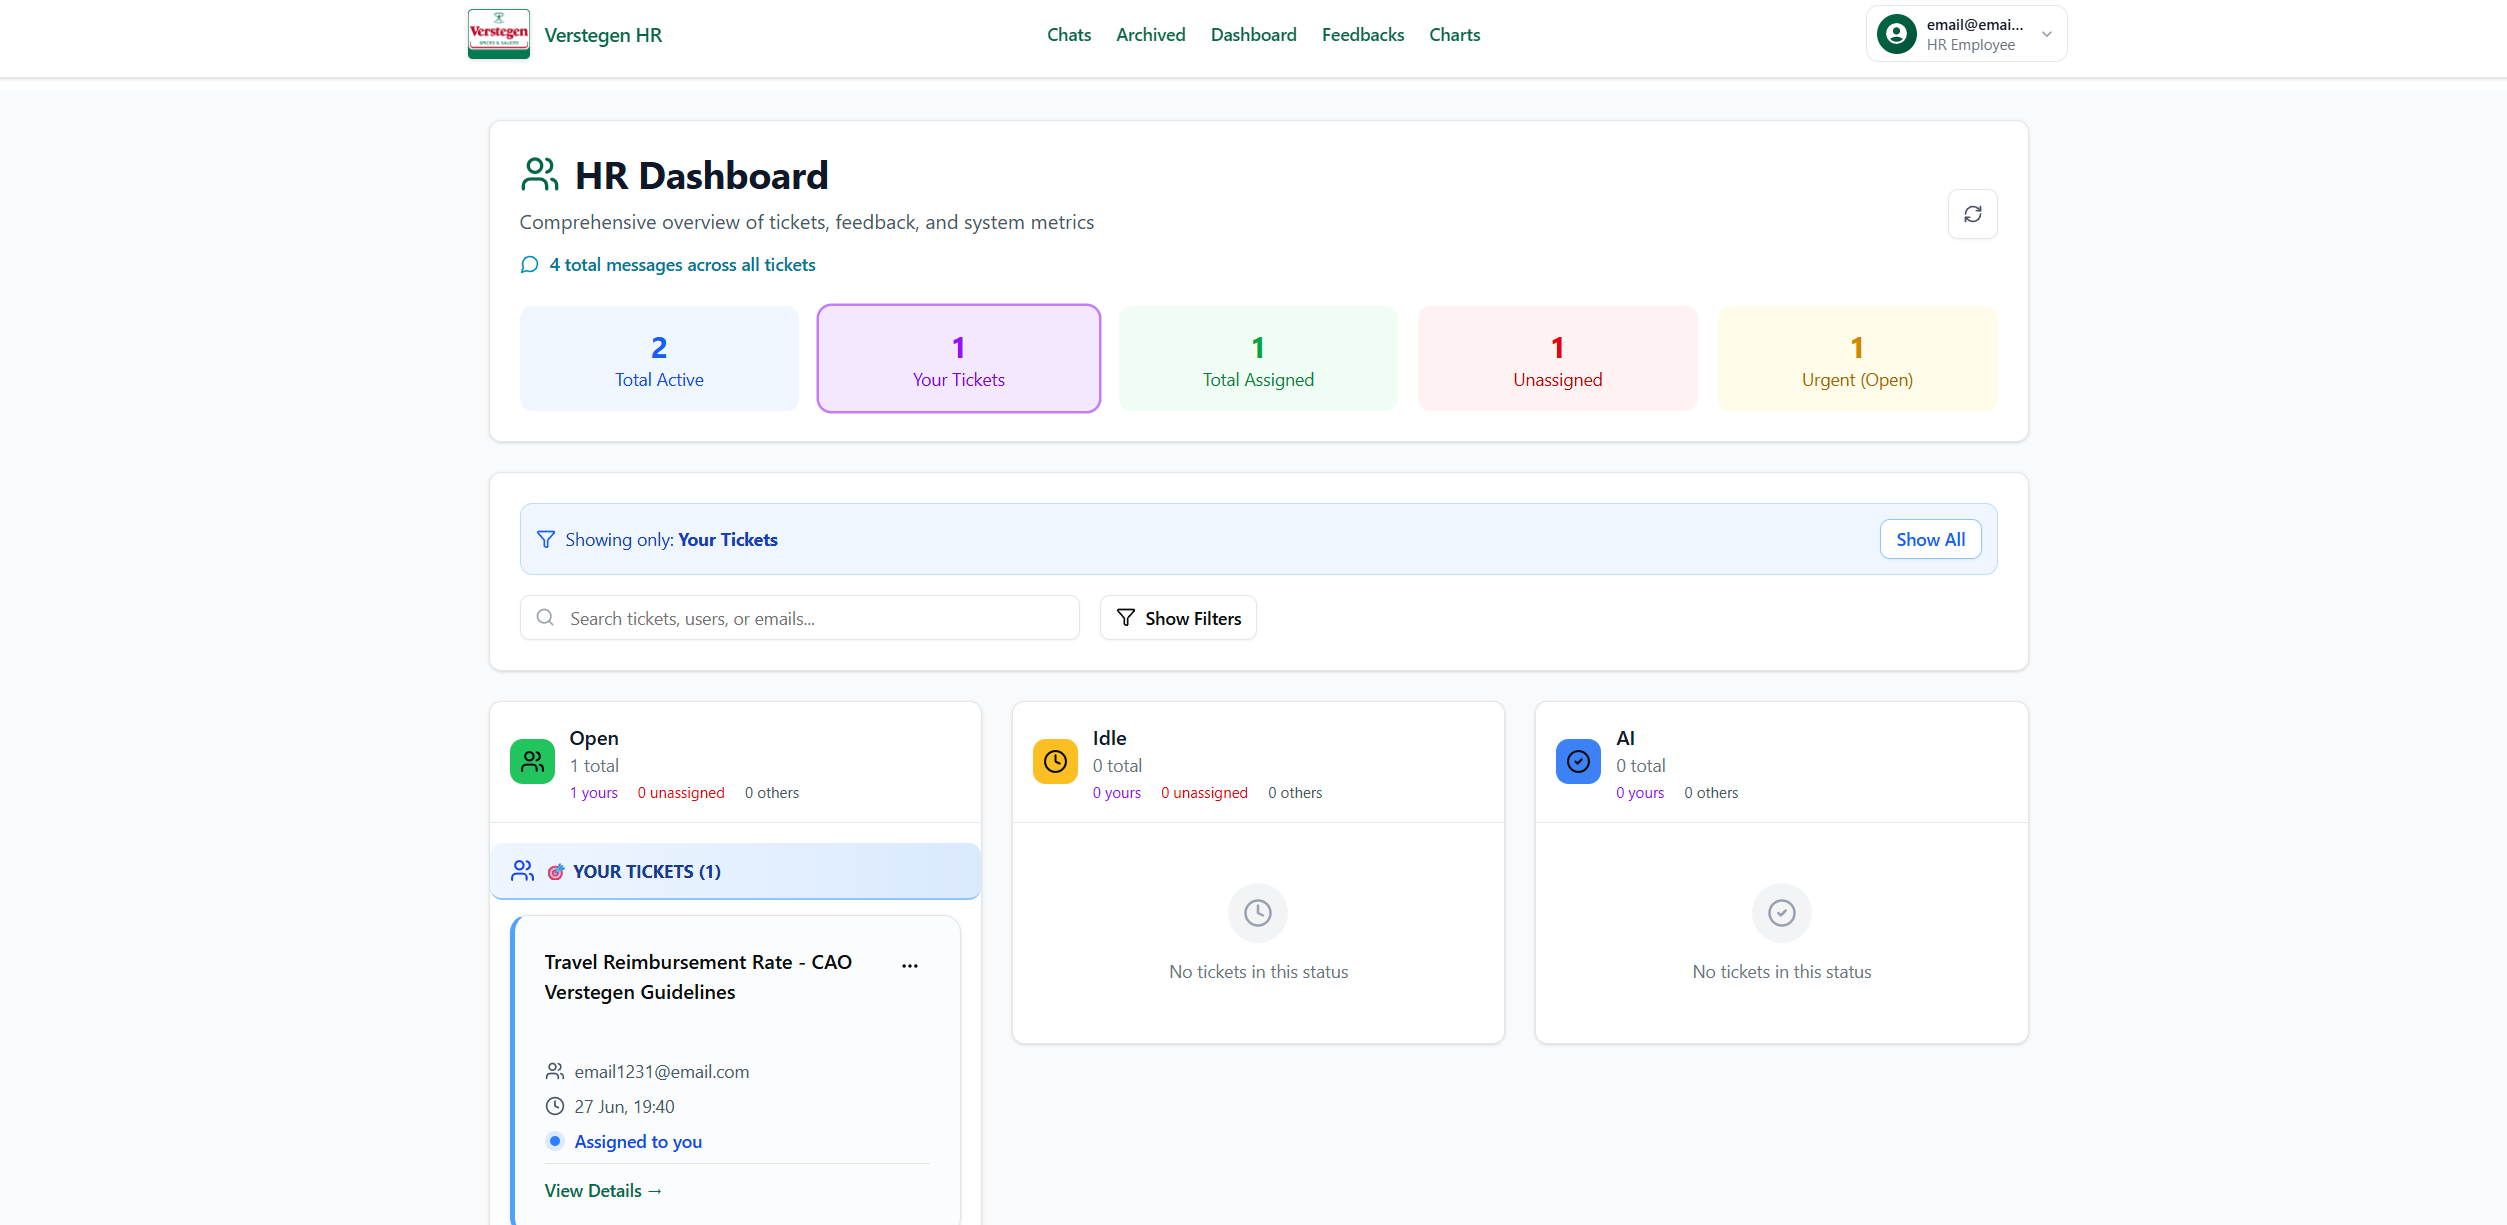 Verstegen
SPICES & SAUCES
Verstegen HR
Chats
Archived
Dashboard
Feedbacks
Charts
email@emai...
HR Employee
HR Dashboard
Comprehensive overview of tickets, feedback, and system metrics
4 total messages across all tickets
2
Total Active
1
Your Tickets
1
Total Assigned
1
Unassigned
1
Urgent (Open)
Showing only: Your Tickets
Show All
Search tickets, users, or emails...
Show Filters
Open
1 total
1 yours 0 unassigned 0 others
YOUR TICKETS (1)
Travel Reimbursement Rate - CAO
Verstegen Guidelines
...
email1231@email.com
27 Jun, 19:40
Assigned to you
View Details →
Idle
0 total
0 yours 0 unassigned 0 others
No tickets in this status
AI
0 total
0 yours 0 others
No tickets in this status